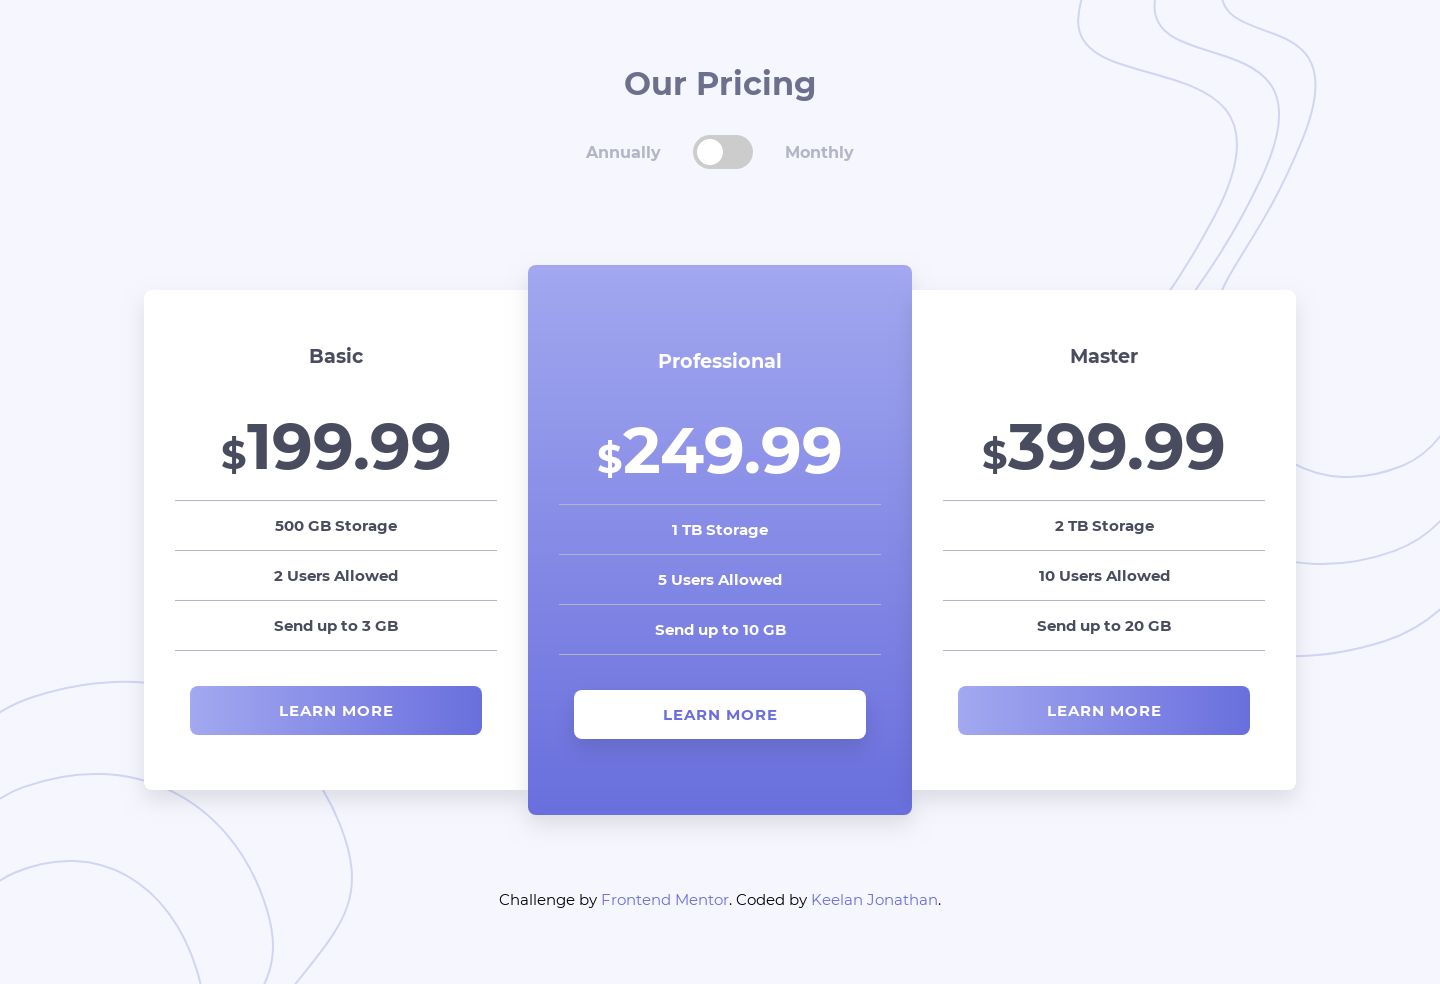 Our Pricing
Annually Monthly
Basic
$199.99
500 GB Storage
2 Users Allowed
Send up to 3 GB
LEARN MORE
Professional
$249.99
1 TB Storage
5 Users Allowed
Send up to 10 GB
LEARN MORE
Master
$399.99
2 TB Storage
10 Users Allowed
Send up to 20 GB
LEARN MORE
Challenge by Frontend Mentor. Coded by Keelan Jonathan.